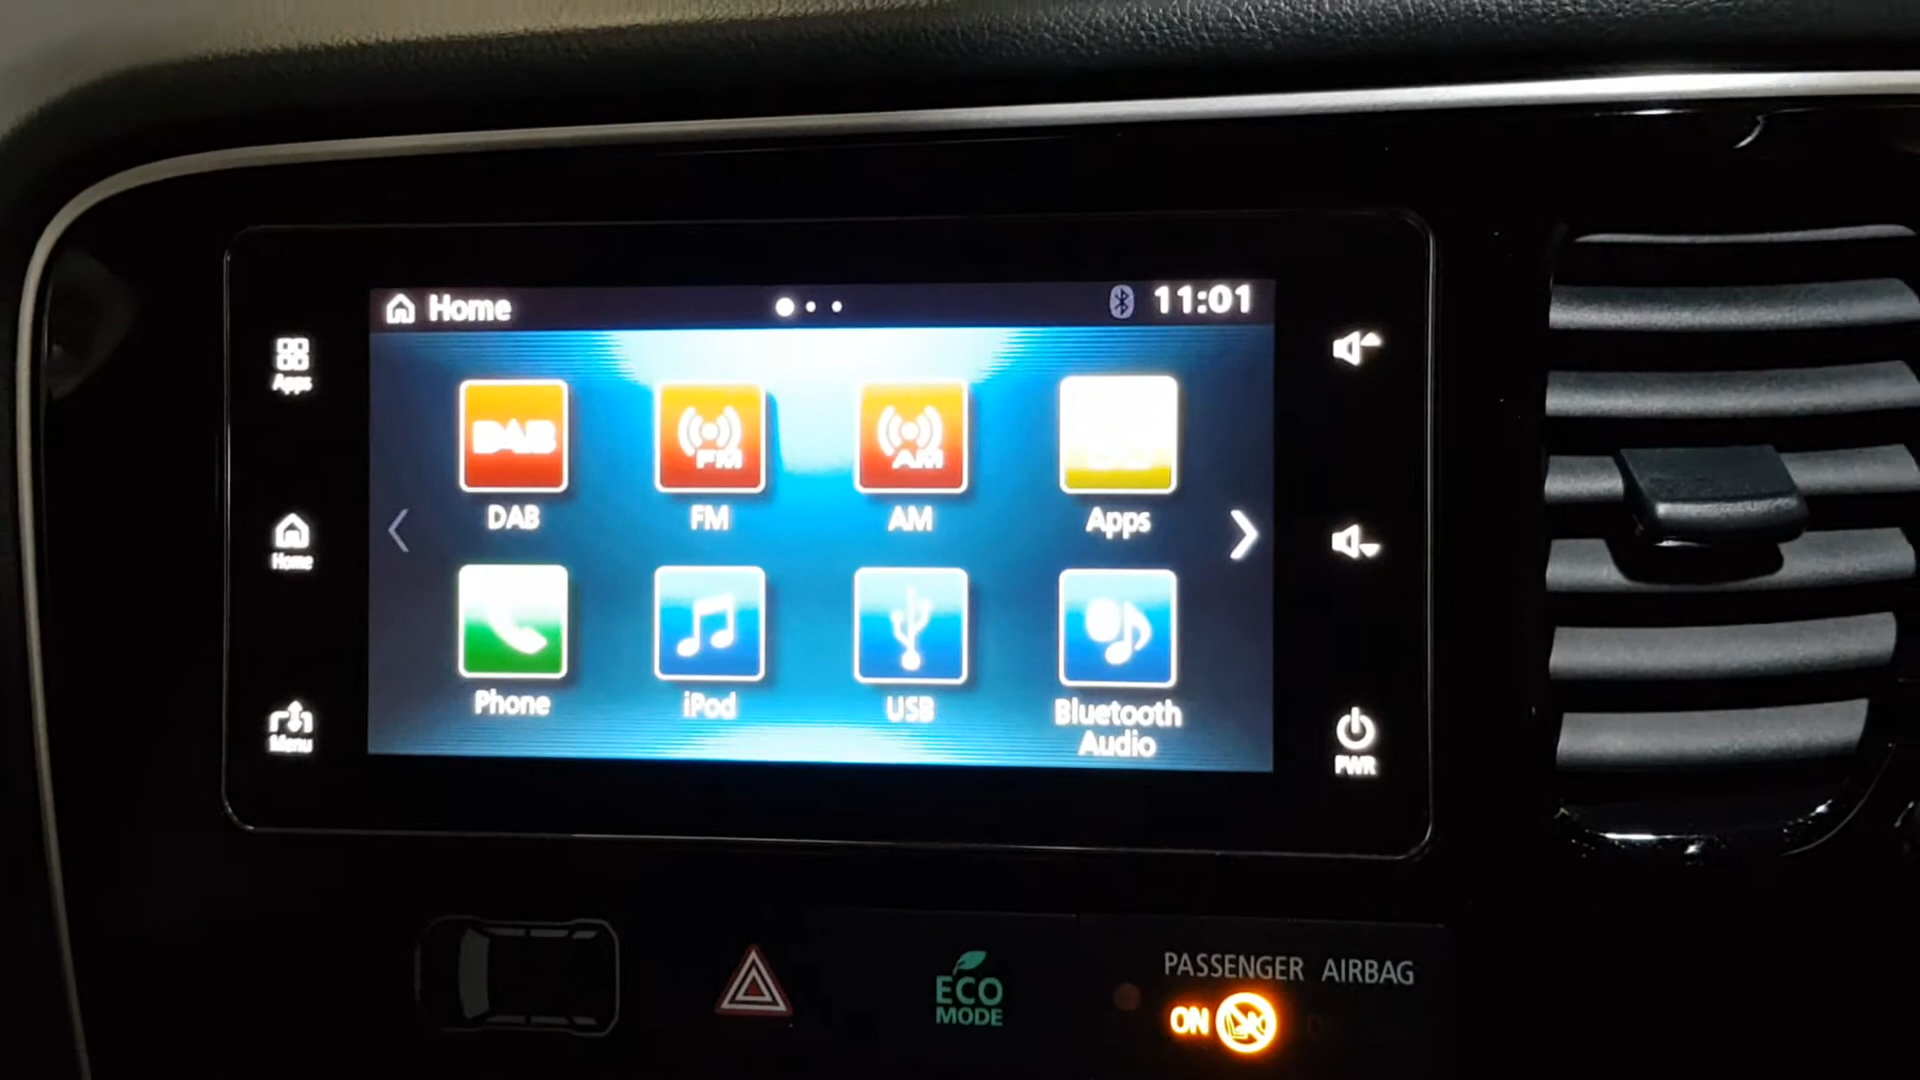 Home
11:01
Apps
DAB
FM
AM
DAB
FM
AM
Apps
Home
Phone
iPod
USB
Bluetooth
Audio
Menu
PWR
PASSENGER AIRBAG
ECO
MODE
ON